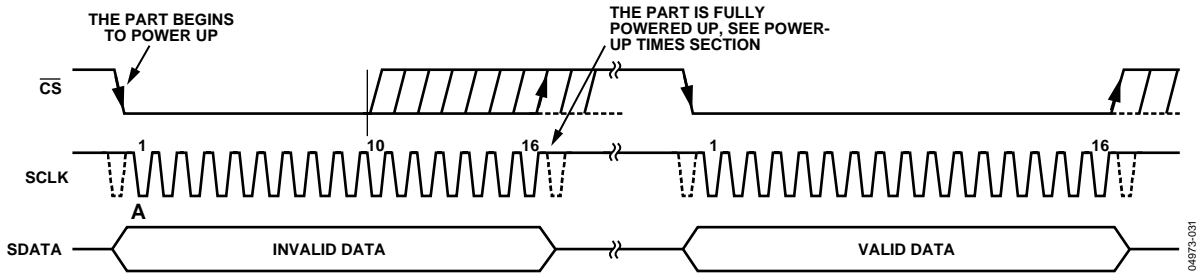 THE PART BEGINS
TO POWER UP
THE PART IS FULLY
POWERED UP, SEE POWER-
UP TIMES SECTION
CS
1
10
16
1
16
SCLK
A
SDATA
INVALID DATA
VALID DATA
04973-031